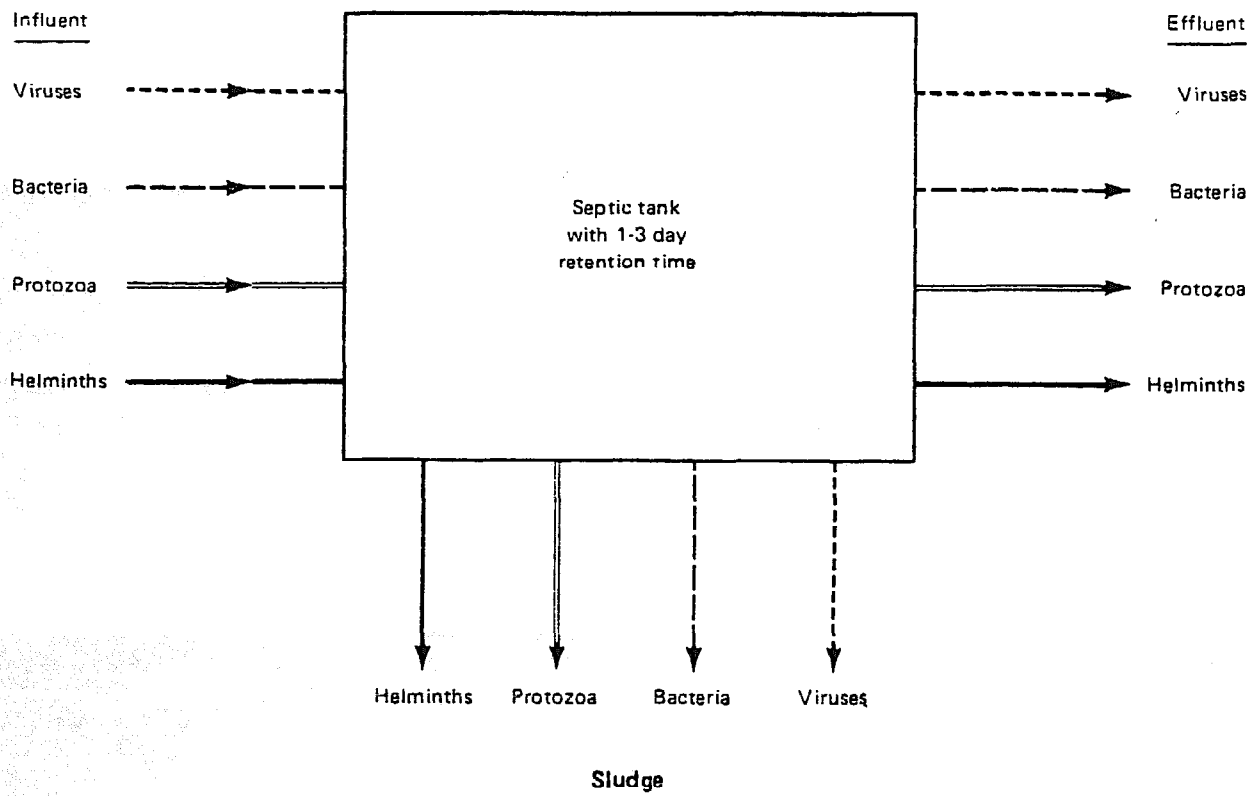 Influent
Effluent
Viruses
Viruses
Bacteria
Bacteria
Septic tank
with 1-3 day
retention time
Protozoa
Protozoa
Helminths
Helminths
Helminths Protozoa Bacteria Viruses
Sludge